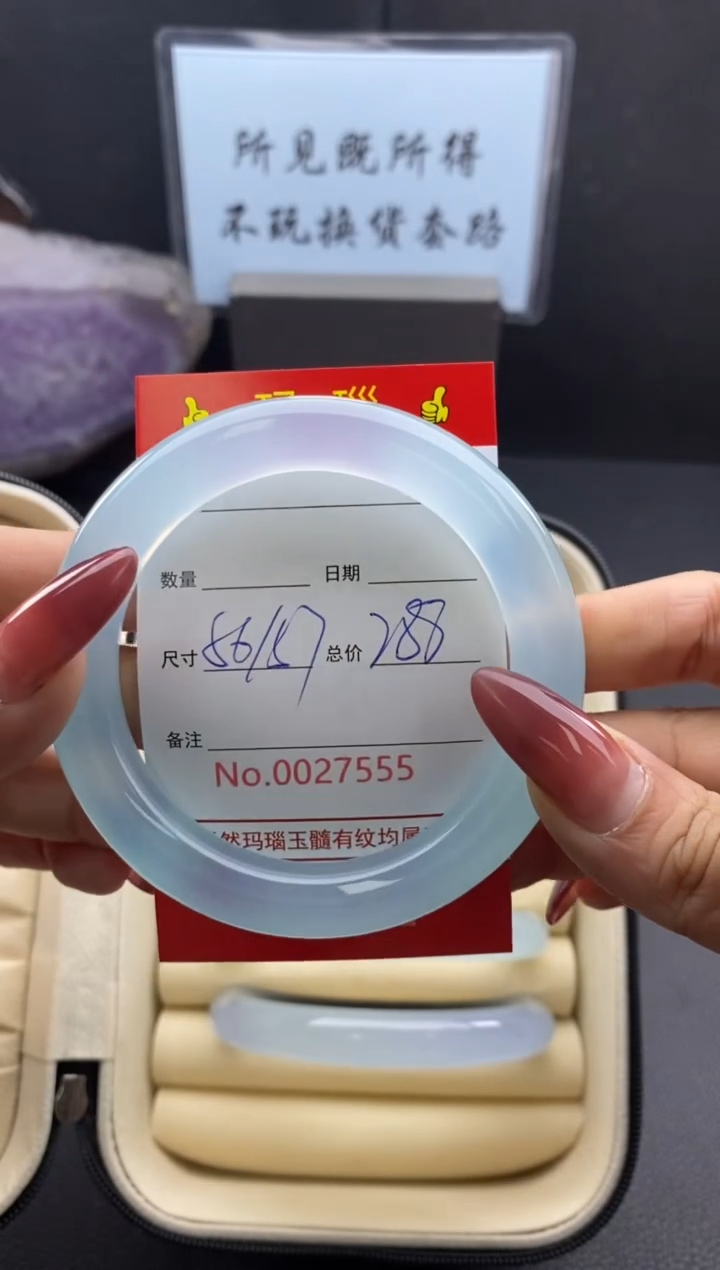 所见既所得
不玩换货套路
数量 日期
尺寸 56/57 总价 288
备注
No.0027555
然玛瑙玉髓有纹均属